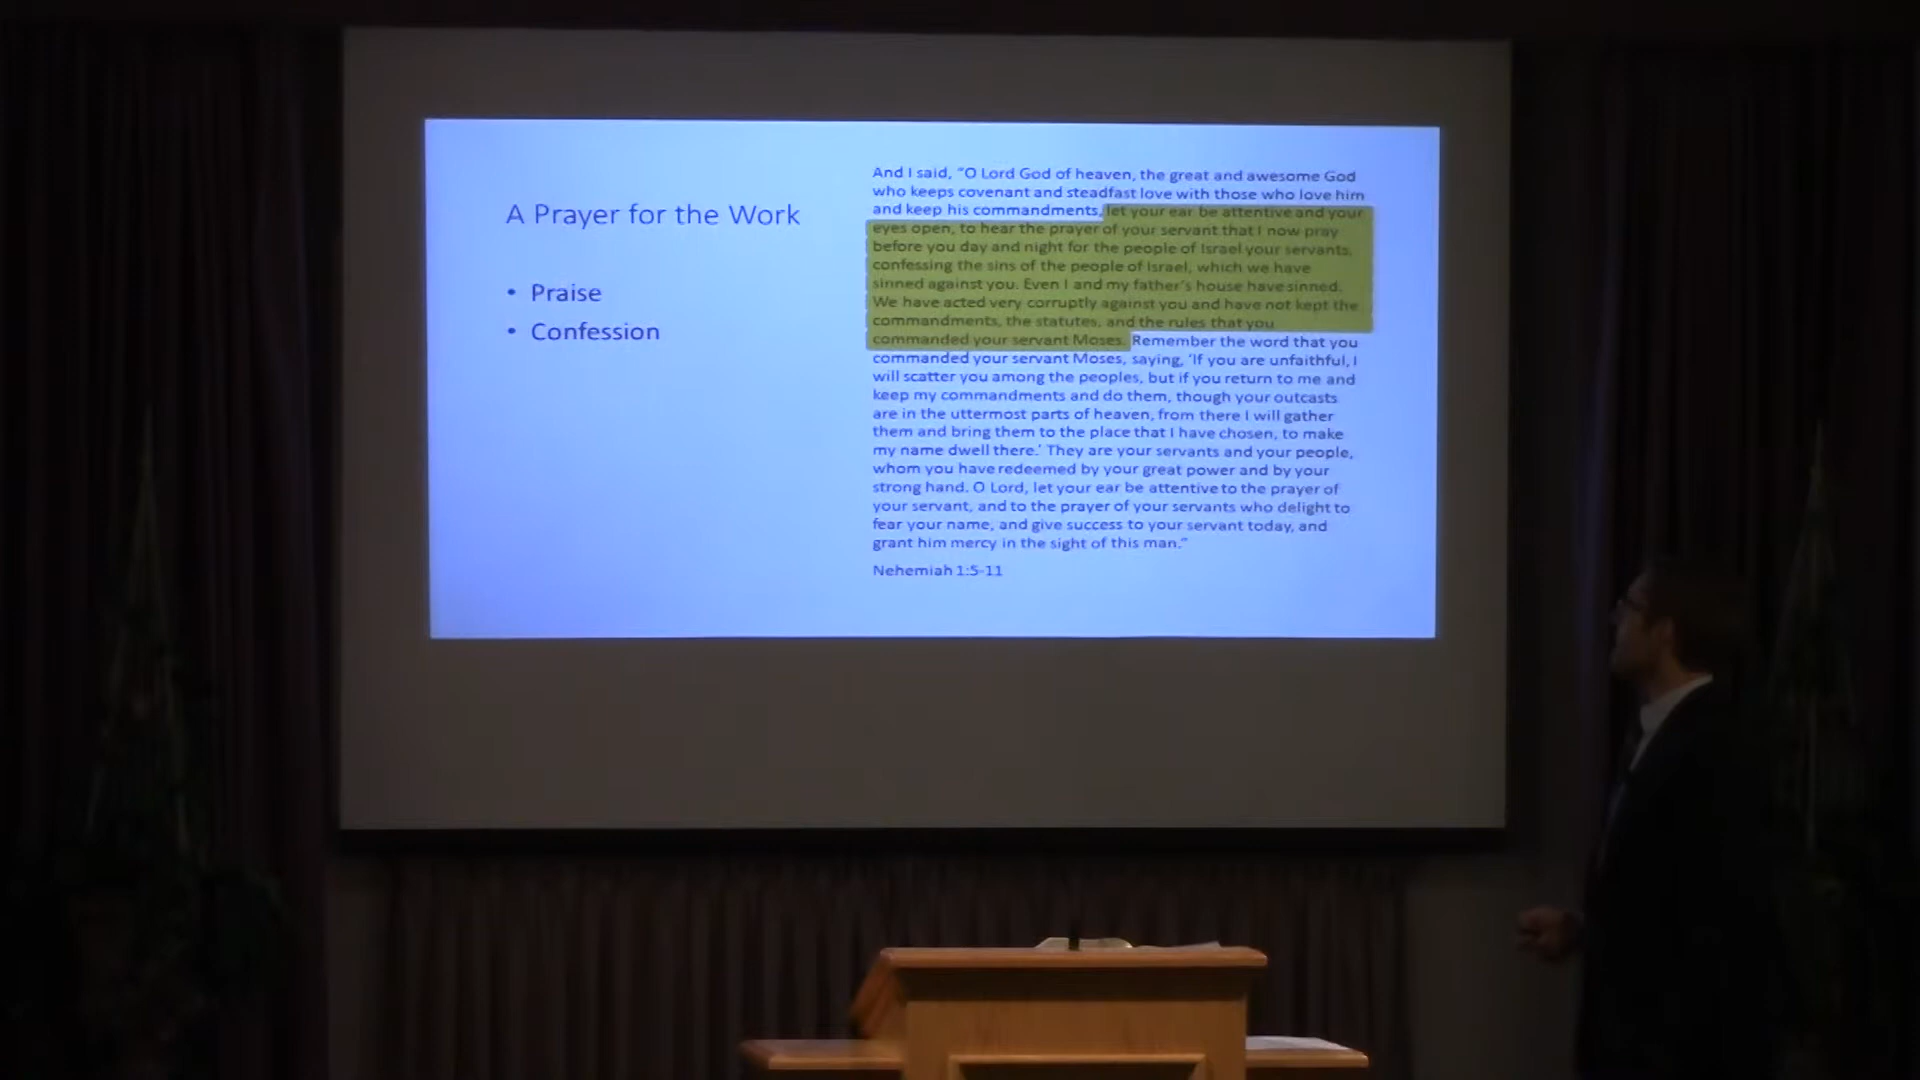 A Prayer for the Work
• Praise
• Confession
And I said, “O Lord God of heaven, the great and awesome God
who keeps covenant and steadfast love with those who love him
and keep his commandments, let your ear be attentive and your
eyes open, to hear the prayer of your servant that I now pray
before you day and night for the people of Israel your servants,
confessing the sins of the people of Israel, which we have
sinned against you. Even I and my father's house have sinned.
We have acted very corruptly against you and have not kept the
commandments, the statutes, and the rules that you
commanded your servant Moses. Remember the word that you
commanded your servant Moses, saying, ‘If you are unfaithful, I
will scatter you among the peoples, but if you return to me and
keep my commandments and do them, though your outcasts
are in the uttermost parts of heaven, from there I will gather
them and bring them to the place that I have chosen, to make
my name dwell there.’ They are your servants and your people,
whom you have redeemed by your great power and by your
strong hand. O Lord, let your ear be attentive to the prayer of
your servant, and to the prayer of your servants who delight to
fear your name, and give success to your servant today, and
grant him mercy in the sight of this man.”
Nehemiah 1:5-11